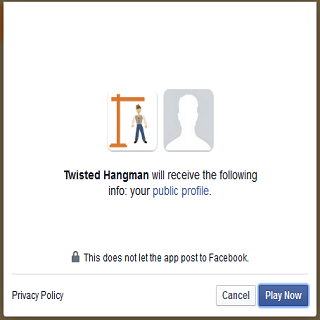 Twisted Hangman will receive the following
info: your public profile.
This does not let the app post to Facebook.
Privacy Policy
Cancel
Play Now